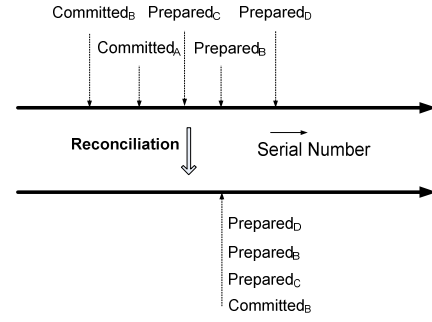 Committed_B Prepared_C Prepared_D
Committed_A Prepared_B
Reconciliation
Serial Number
Prepared_D
Prepared_B
Prepared_C
Committed_B